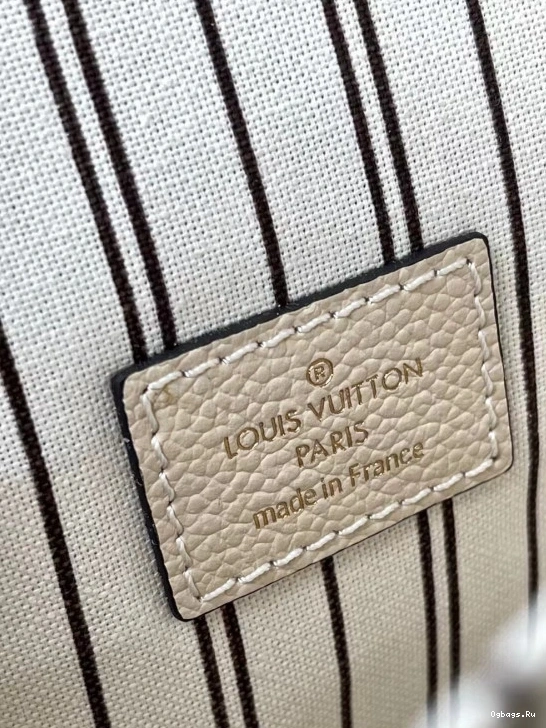 ®
LOUIS VUITTON
PARIS
made in France
Ogbags.Ru